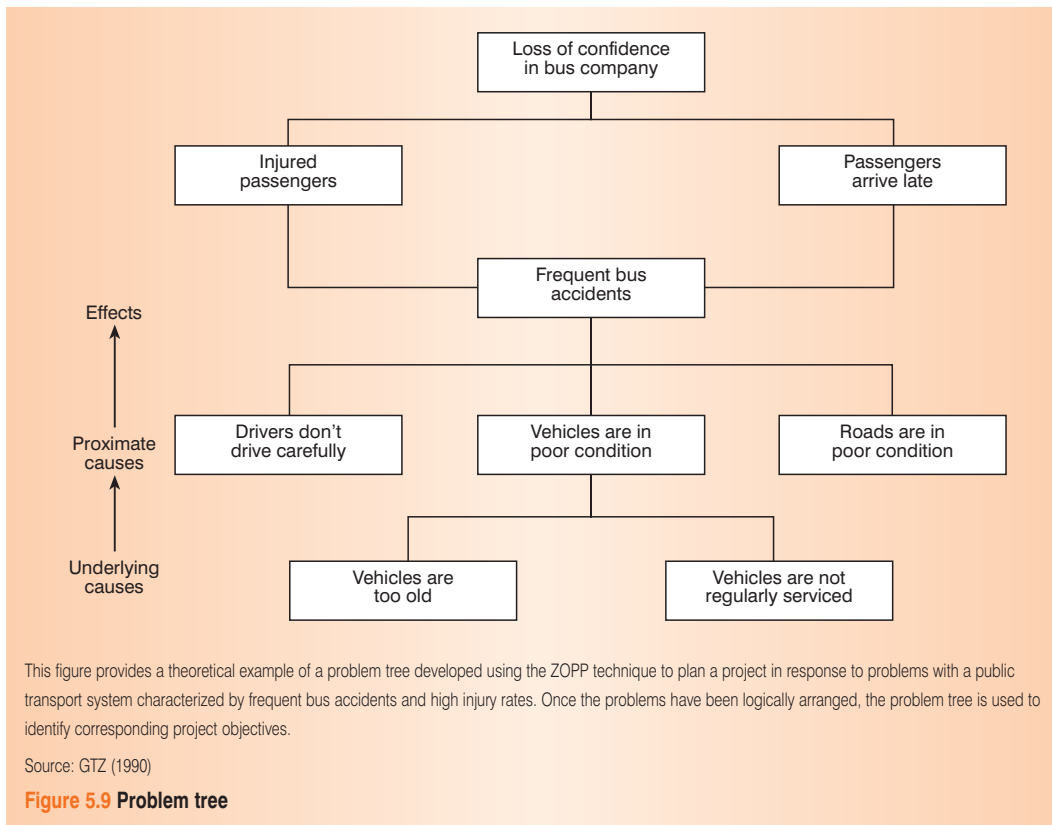 Loss of confidence
in bus company
Injured
passengers
Passengers
arrive late
Frequent bus
accidents
Effects
Proximate
causes
Underlying
causes
Drivers don't
drive carefully
Vehicles are in
poor condition
Roads are in
poor condition
Vehicles are
too old
Vehicles are not
regularly serviced
This figure provides a theoretical example of a problem tree developed using the ZOPP technique to plan a project in response to problems with a public
transport system characterized by frequent bus accidents and high injury rates. Once the problems have been logically arranged, the problem tree is used to
identify corresponding project objectives.
Source: GTZ (1990)
Figure 5.9 Problem tree